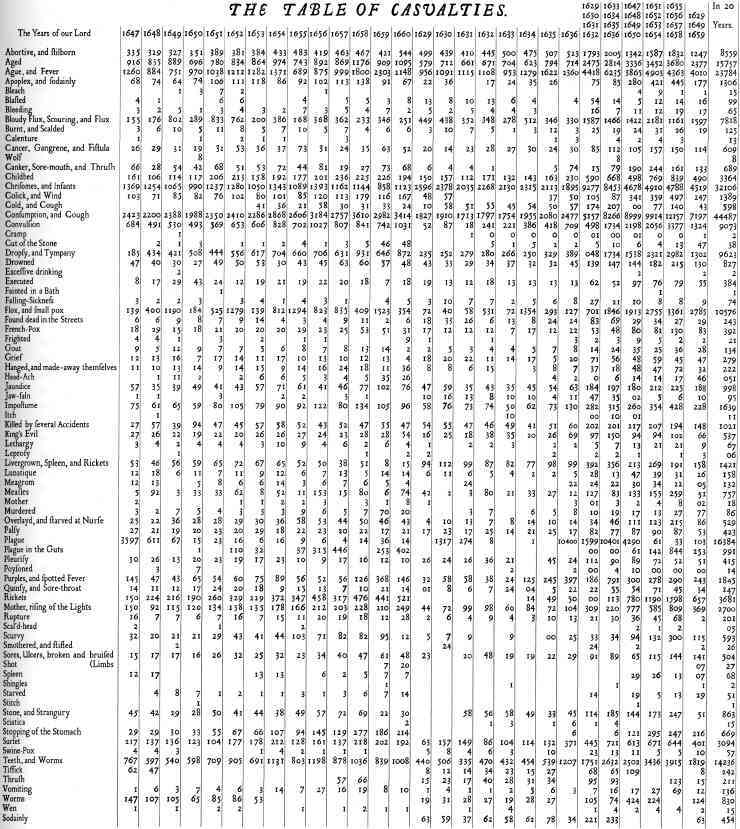 THE TABLE OF CASUALTIES.
1629 1633 1647 1651 1655 In 20
1630 1634 1648 1652 1656 1629 Years.
The Years of our Lord 1647 1648 1649 1650 1651 1652 1653 1654 1655 1656 1657 1658 1659 1660 1629 1630 1631 1632 1633 1634 1635 1636 1631 1635 1649 1653 1657 1649
1632 1636 1650 1654 1658 1659
Abortive, and stilborn 335 329 327 351 389 381 384 433 483 419 463 467 421 544 499 439 410 445 500 475 507 523 1793 2005 1342 1587 1832 1247 8559
Aged 916 835 889 696 780 834 864 974 743 892 869 1176 909 1095 579 712 661 671 704 623 794 714 2475 2814 3336 3452 3680 2377 15757
Ague, and Fever 1260 884 751 970 1038 1212 1282 1371 689 875 999 1800 2303 2148 956 1091 1115 1108 953 1279 1622 2360 4418 6235 3865 4903 4363 4010 23784
Apoplex, and sodainly 68 74 64 74 106 111 118 86 92 102 113 138 91 67 22 36 17 24 35 26 75 85 280 421 445 177 1306
Bleach 1 3 7 2 1 4 9 1 1 15
Blasted 4 1 6 6 4 5 5 3 8 13 8 10 13 6 4 4 54 14 5 12 14 16 99
Bleeding 3 2 5 1 3 4 3 2 7 3 5 4 7 2 5 2 5 4 4 3 16 7 11 12 19 17 65
Bloudy Flux, Scouring, and Flux 155 176 802 289 833 762 200 386 168 368 362 233 346 251 449 438 352 348 278 512 346 330 1587 1466 1422 2181 1161 1597 7818
Burnt, and Scalded 3 6 10 5 11 8 5 7 10 5 7 4 6 6 3 10 7 5 1 3 12 3 25 19 24 31 26 19 125
Calenture 1 1 2 1 1 3 1 3 4 2 4 3 13
Cancer, Gangrene, and Fistula 26 29 31 19 31 53 36 37 73 31 24 35 63 52 20 14 23 28 27 30 24 30 85 112 105 157 150 114 609
Wolf 8 8 8
Canker, Sore-mouth, and Thrush 66 28 54 42 68 51 53 72 44 81 19 27 73 68 6 4 4 1 5 74 15 79 190 244 161 133 689
Childbed 161 106 114 117 206 213 158 192 177 201 236 225 226 194 150 157 112 171 132 143 163 230 590 668 498 769 839 490 3364
Chrisomes, and Infants 1369 1254 1065 990 1237 1280 1050 1343 1089 1393 1162 1144 858 1123 2596 2378 2035 2268 2130 2315 2113 1895 9277 8453 4678 4910 4788 4519 32106
Colick, and Wind 103 71 85 82 76 102 80 101 85 120 113 179 116 167 48 57 37 50 105 87 341 359 497 247 1389
Cold, and Cough 41 36 21 58 30 31 33 24 10 58 51 55 45 54 50 57 174 207 00 77 140 43 598
Consumption, and Cough 2423 2200 2388 1988 2350 2410 2286 2868 2606 3184 2757 3610 2982 3414 1827 1910 1713 1797 1754 1955 2080 2477 5157 8266 8999 9914 12157 7197 44487
Convulsion 684 491 530 493 569 653 606 828 702 1027 807 841 742 1031 52 87 18 241 221 386 418 709 498 1734 2198 2656 3377 1324 9073
Cramp 1 1 0 0 0 0 0 1 00 01 00 0 1 2
Cut of the Stone 2 1 3 1 1 2 4 1 3 5 46 48 5 1 5 2 2 5 10 6 4 13 47 38
Dropsy, and Tympany 185 434 421 508 444 556 617 704 660 706 631 931 646 872 235 252 279 280 266 250 329 389 048 1734 1538 2321 2982 1302 9623
Drowned 47 40 30 27 49 50 53 30 43 45 63 60 57 48 43 33 29 34 37 32 32 45 139 147 144 182 215 130 827
Excessive drinking 2 2 2
Executed 8 17 29 43 24 12 19 21 19 22 20 18 7 18 19 13 12 18 13 13 13 13 62 52 97 76 79 55 384
Fainted in a Bath 1 1 1
Falling-Sickness 3 2 2 3 3 4 1 4 3 1 4 5 3 10 7 7 2 5 6 8 27 21 10 8 8 9 74
Flox, and small pox 139 400 1190 184 525 1279 139 812 1294 823 835 409 1523 354 72 40 58 531 72 1354 293 127 701 1846 1913 2755 3361 2785 10576
Found dead in the Streets 6 6 9 8 7 9 14 4 3 4 9 11 2 6 18 33 26 6 13 8 24 24 83 69 29 34 27 29 243
French-Pox 18 29 15 18 21 20 20 20 29 23 25 53 51 31 17 12 12 12 7 17 12 22 53 48 80 81 130 83 392
Frighted 4 4 1 3 2 1 1 9 1 1 3 2 3 9 5 2 2 21
Gout 9 5 12 9 7 7 5 6 8 7 8 13 14 2 2 5 3 4 4 5 7 8 14 24 35 25 36 28 134
Grief 12 13 16 7 17 14 11 17 10 13 10 12 13 4 18 20 22 11 14 17 5 20 71 56 48 59 45 47 279
Hanged, and made-away themselves 11 10 13 14 9 14 15 9 14 16 24 18 11 36 8 8 6 15 3 8 7 37 18 48 47 72 32 222
Head-Ach 1 11 2 2 6 6 5 3 4 5 35 26 4 2 0 6 14 14 17 46 051
Jaundice 57 35 39 49 41 43 57 71 61 41 46 77 102 76 47 59 35 43 35 45 54 63 184 197 180 212 225 188 998
Jaw-faln 1 1 3 2 2 3 1 1 10 16 13 8 10 10 4 11 47 35 02 5 6 10 95
Impostume 75 61 65 59 80 105 79 90 92 122 80 134 105 96 58 76 73 74 50 62 73 130 282 315 260 354 428 228 1639
Itch 1 10 00 10 01 11
Killed by several Accidents 27 57 39 94 47 45 57 58 52 43 52 47 55 47 54 55 47 46 49 41 51 60 202 201 217 207 194 148 1021
King's Evil 27 26 22 19 22 20 26 26 27 24 23 28 28 54 16 25 18 38 35 20 26 69 97 150 94 94 102 66 537
Lethargy 3 4 2 4 4 4 3 10 9 4 6 2 6 4 1 2 2 3 2 2 5 7 13 21 21 9 67
Leprosy 1 1 2 2 2 2 1 1 3 06
Livergrown, Spleen, and Rickets 53 46 56 59 65 72 67 65 52 50 38 51 8 15 94 112 99 87 82 77 98 99 392 356 213 269 191 158 1421
Lunatique 12 18 6 11 7 11 9 12 6 7 13 5 14 14 6 11 6 5 4 2 2 5 28 13 47 39 31 26 158
Meagrom 12 13 5 8 6 6 14 3 6 7 6 5 4 24 22 24 22 30 34 22 05 132
Measles 5 92 3 33 33 62 8 52 11 153 15 80 6 74 42 1 3 80 21 33 27 12 127 83 133 155 259 51 757
Mother 2 1 1 2 2 3 3 1 8 1 3 01 3 2 4 8 02 18
Murdered 3 2 7 5 4 3 3 3 9 6 5 7 70 20 3 7 6 5 8 10 19 17 13 27 77 86
Overlayd, and starved at Nurse 25 22 36 28 28 29 30 36 58 53 44 50 46 43 4 10 13 7 8 14 10 14 34 46 111 123 215 86 529
Palsy 27 21 19 20 23 20 29 18 22 23 20 22 17 21 17 23 17 25 14 21 25 17 82 77 87 90 87 53 423
Plague 3597 611 67 15 23 16 6 16 9 6 4 14 36 14 1317 274 8 1 10400 1599 10401 4290 61 33 103 16384
Plague in the Guts 1 110 32 87 315 446 253 402 00 00 61 142 844 253 991
Pleurisy 30 26 13 20 23 19 17 23 10 9 17 16 12 10 26 24 26 36 21 45 24 112 90 89 72 52 51 415
Poysoned 3 7 2 2 00 4 10 00 00 00 14
Purples, and spotted Fever 145 47 43 65 54 60 75 89 56 52 56 126 368 146 32 58 58 38 24 125 245 397 186 791 300 278 290 243 1845
Quinsy, and Sore-throat 14 11 12 17 24 20 18 9 15 13 7 10 21 14 01 8 6 7 24 04 5 22 22 55 54 71 45 34 247
Rickets 150 224 216 190 260 329 229 372 347 458 317 476 441 521 14 49 50 00 113 780 1190 1598 657 3681
Mother, rising of the Lights 150 92 115 120 134 138 135 178 166 212 203 228 210 249 44 72 99 98 60 84 72 104 309 220 777 585 809 369 2700
Rupture 16 7 7 6 7 16 7 15 11 20 19 18 12 28 2 6 4 9 4 3 10 13 21 30 36 45 68 2 201
Scal'd-head 2 1 2 2 1 2 05
Scurvy 32 20 21 21 29 43 41 44 103 71 82 82 95 12 5 7 9 9 00 25 33 34 94 132 300 115 593
Smothered, and stifled 2 24 24 2 26
Sores, Ulcers, broken and bruised 15 17 17 16 26 32 25 32 23 34 40 47 61 48 23 20 48 19 19 22 29 91 89 65 115 144 141 504
Shot (Limbs 7 20 07 27
Spleen 12 17 13 13 6 2 5 7 7 29 26 13 07 68
Shingles 1 1 1 2
Starved 4 8 7 1 2 1 1 3 1 3 6 7 14 14 19 5 13 29 51
Stitch 1 1 1
Stone, and Strangury 45 42 29 28 50 41 44 38 49 57 72 69 22 30 58 56 58 49 33 45 114 185 144 173 247 51 863
Sciatica 2 1 3 1 6 4 15
Stopping of the Stomach 29 29 30 33 55 67 66 107 94 145 129 277 186 214 6 6 121 295 247 216 669
Surfet 217 137 136 123 104 177 178 212 128 161 137 218 202 192 63 157 149 86 104 114 132 371 445 721 613 671 644 401 3094
Swine-Pox 4 4 3 1 4 2 1 1 1 2 5 8 4 6 3 10 23 13 11 5 5 10 57
Teeth, and Worms 767 597 540 598 709 905 691 1131 803 1198 878 1036 839 1008 440 506 335 470 432 454 539 1207 1751 2632 2502 3436 3915 1819 14236
Tissick 62 47 8 12 14 34 23 15 27 68 65 109 8 242
Thrush 57 66 15 23 17 40 28 31 34 95 93 123 15 211
Vomiting 1 6 3 7 4 6 3 14 7 27 16 19 8 10 1 4 1 1 2 5 6 3 7 16 17 27 69 12 136
Worms 147 107 105 65 85 86 53 19 31 28 27 19 28 27 105 74 424 224 124 830
Wen 1 1 2 2 1 1 2 1 1 1 4 1 4 2 4 2 15
Sodainly 63 59 37 62 58 62 78 34 221 233 63 454